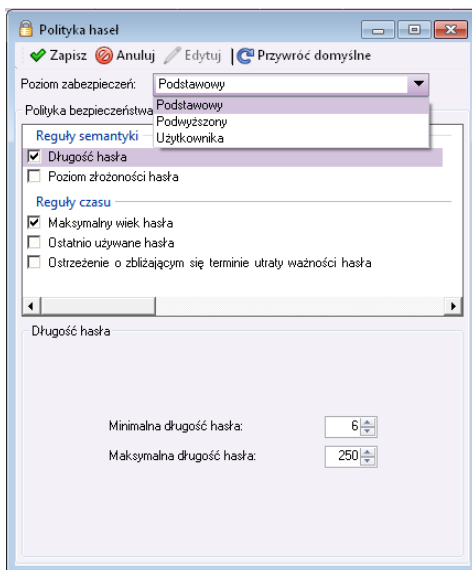 Polityka haseł
Zapisz Anuluj Edytuj Przywróć domyślne
Poziom zabezpieczeń: Podstawowy
Podstawowy
Podwyższony
Użytkownika
Polityka bezpieczeństwa
Reguły semantyki
Długość hasła
Poziom złożoności hasła
Reguły czasu
Maksymalny wiek hasła
Ostatnio używane hasła
Ostrzeżenie o zbliżającym się terminie utraty ważności hasła
Długość hasła
Minimalna długość hasła: 6
Maksymalna długość hasła: 250